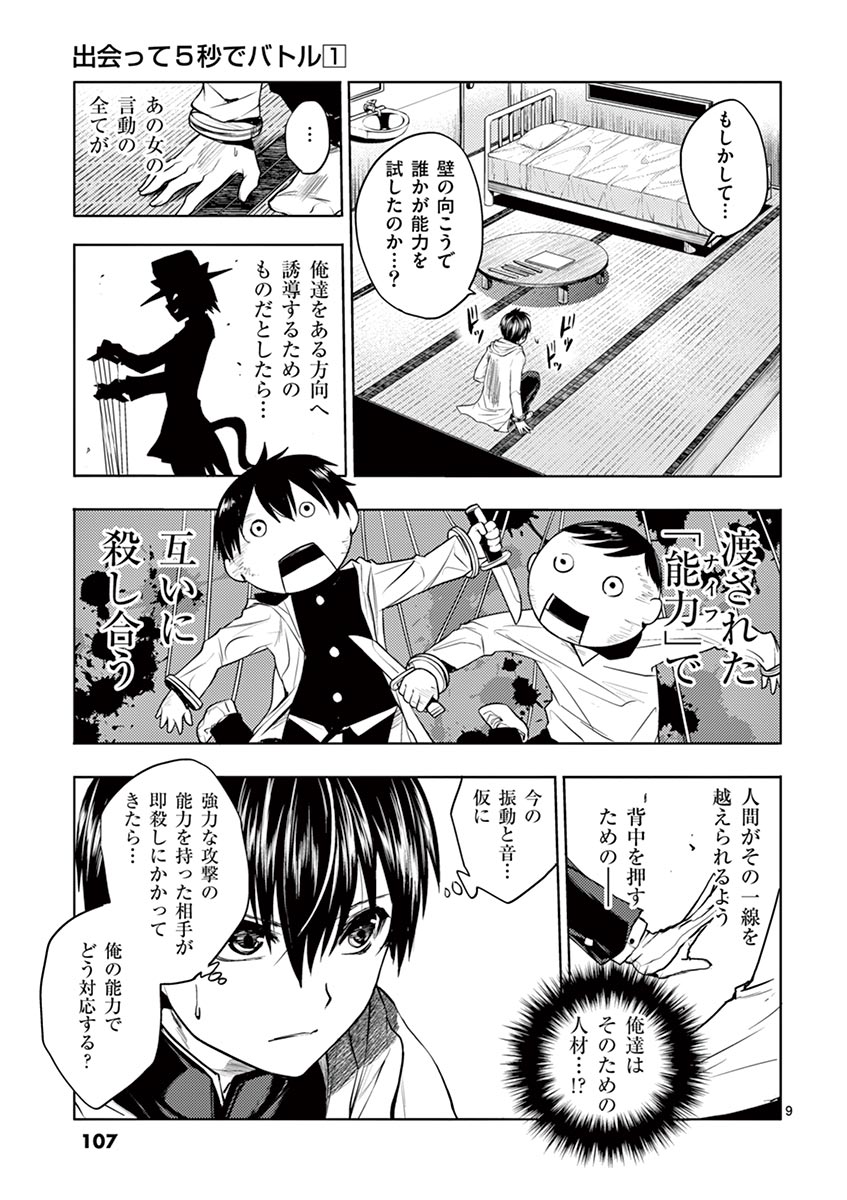 出会って5秒でバトル1
もしかして…
壁の向こうで
誰かが能力を
試したのか…?
ドッ
ドッ
…
あの女の
言動の
全てが
俺達をある方向へ
誘導するための
ものだとしたら…
渡された
「能力」で
ナイフ
互いに
殺し合う
人間がその一線を
越えられるよう
背中を押す
ための──
俺達は
そのための
人材…!?
今の
振動と音…
仮に
強力な攻撃の
能力を持った相手が
即殺しにかかって
きたら…
俺の能力で
どう対応する?
9
107